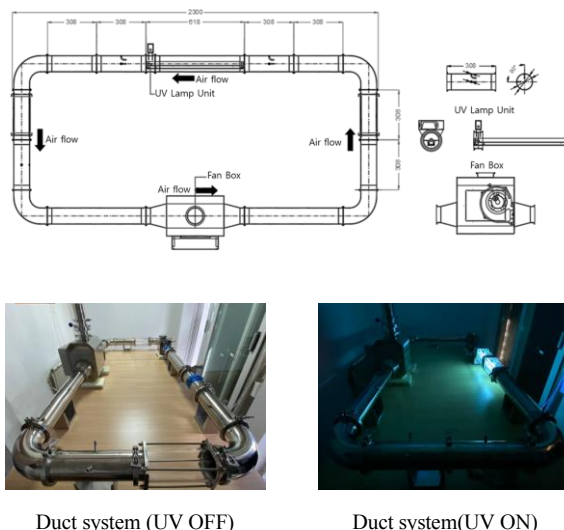 2300
308
308
618
308
308
Air flow
UV Lamp Unit
Air flow
Air flow
308
308
Fan Box
Air flow
308
UV Lamp Unit
Fan Box
Duct system (UV OFF)
Duct system(UV ON)